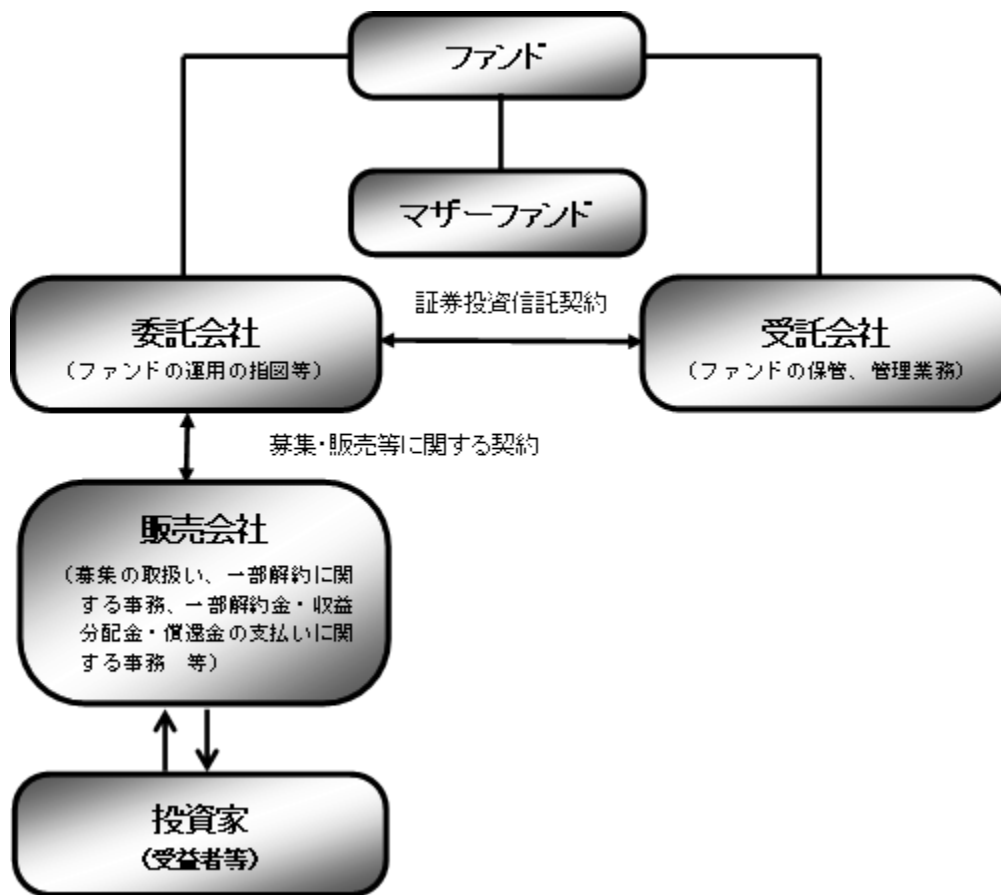 ファンド
マザーファンド
証券投資信託契約
委託会社
（ファンドの運用の指図等）
受託会社
（ファンドの保管、管理業務）
募集・販売等に関する契約
販売会社
（募集の取扱い、一部解約に関
する事務、一部解約金・収益
分配金・償還金の支払いに関
する事務　等）
投資家
（受益者等）